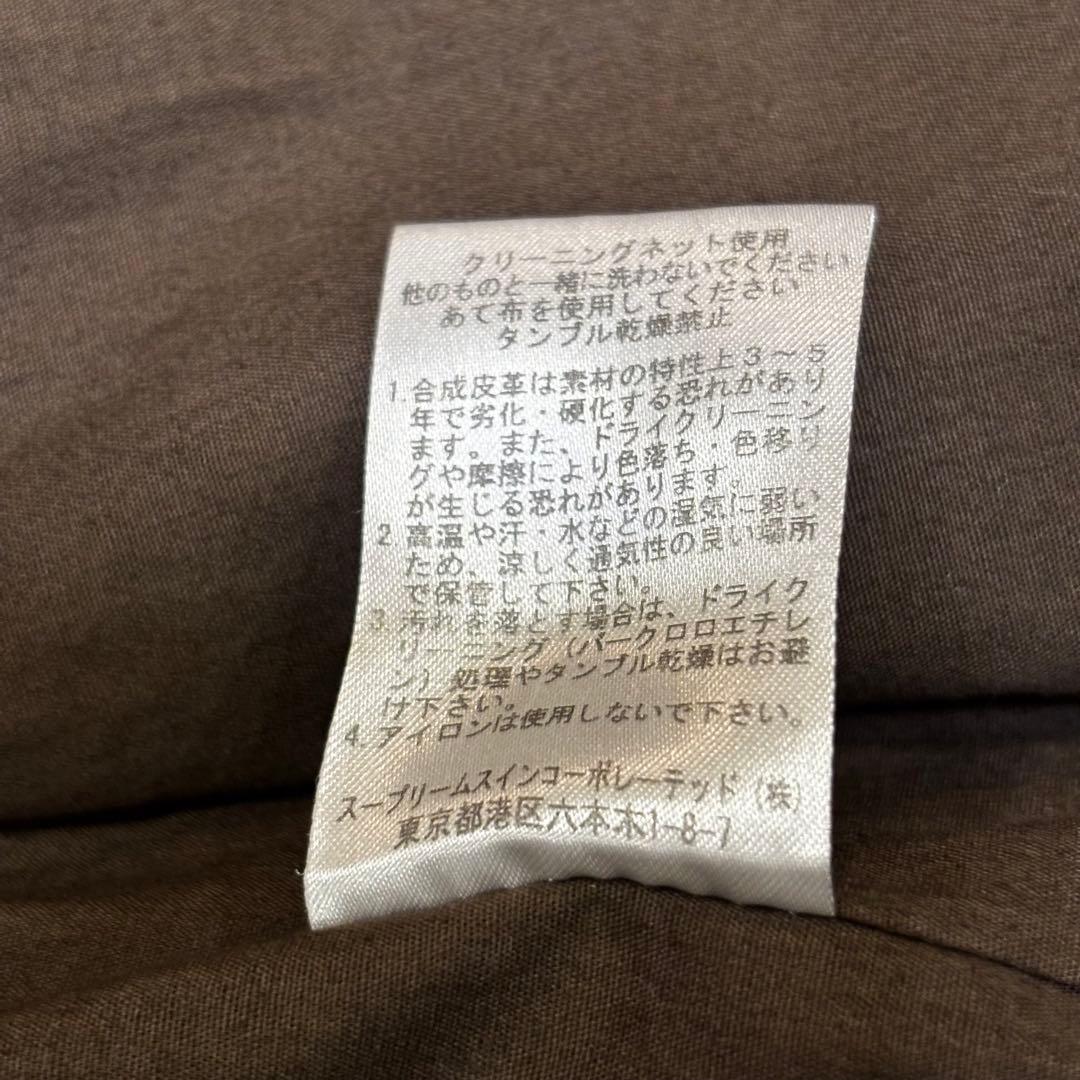 クリーニングネット使用
他のものと一緒に洗わないでください
あて布を使用してください
タンブル乾燥禁止
1.合成皮革は素材の特性上3～5
年で劣化・硬化する恐れがあり
ます。また、ドライクリーニン
グや摩擦により色落ち・色移り
が生じる恐れがあります。
2.高温や汗・水などの湿気に弱い
ため、涼しく通気性の良い場所
で保管して下さい。
3.汚れを落とす場合は、ドライク
リーニング（パークロロエチレ
ン）処理やタンブル乾燥はお避
け下さい。
4.アイロンは使用しないで下さい。
スープリームスインコーポレーテッド（株）
東京都港区六本木1-8-7